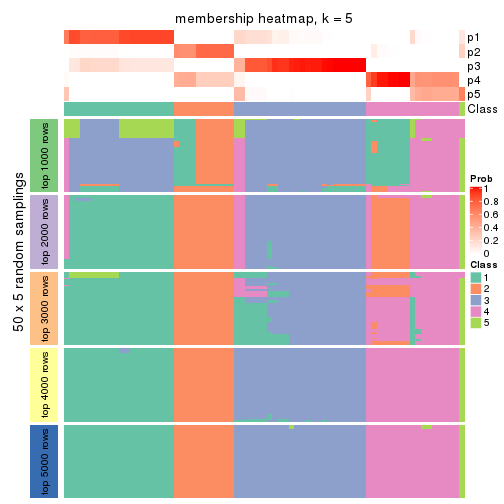 membership heatmap, k = 5
p1
p2
p3
p4
p5
Class
50 x 5 random samplings
top 1000 rows
top 2000 rows
top 3000 rows
top 4000 rows
top 5000 rows
Prob
1
0.8
0.6
0.4
0.2
0
Class
1
2
3
4
5